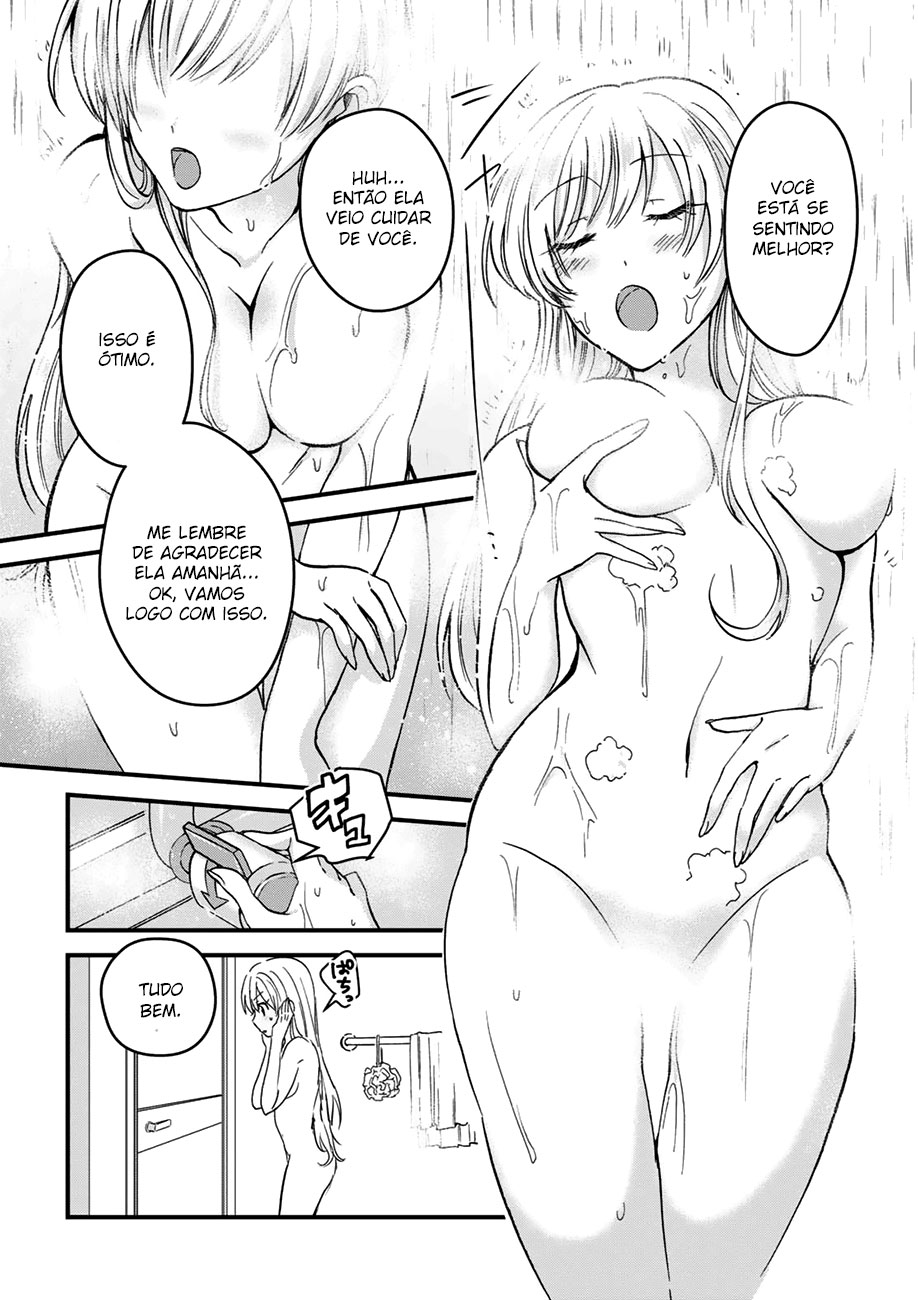 VOCÊ
ESTÁ SE
SENTINDO
MELHOR?
HUH...
ENTÃO ELA
VEIO CUIDAR
DE VOCÊ.
ISSO É
ÓTIMO.
ME LEMBRE
DE AGRADECER
ELA AMANHÃ...
OK, VAMOS
LOGO COM ISSO.
キュ
ぱちっ
TUDO
BEM.